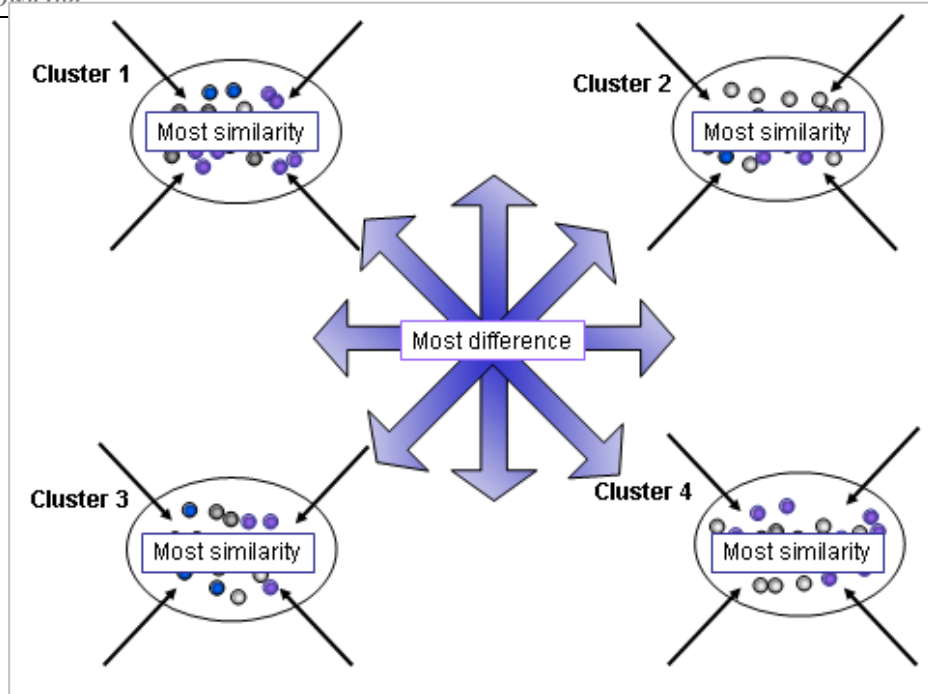 Cluster 1
Most similarity
Cluster 2
Most similarity
Most difference
Cluster 3
Most similarity
Cluster 4
Most similarity